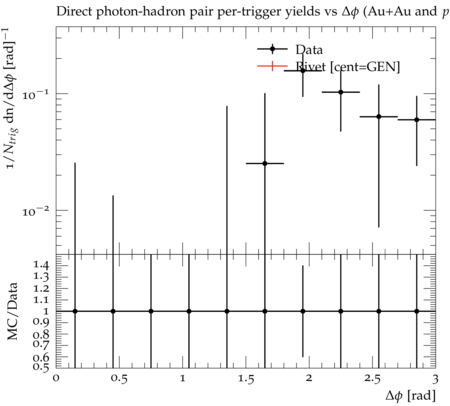 Direct photon-hadron pair per-trigger yields vs Δϕ (Au+Au and p
1/N_trig dn/dΔϕ [rad]⁻¹
Data
Rivet [cent=GEN]
10⁻¹
10⁻²
MC/Data
1.4
1.3
1.2
1.1
1
0.9
0.8
0.7
0.6
0.5
0 0.5 1 1.5 2 2.5 3
Δϕ [rad]